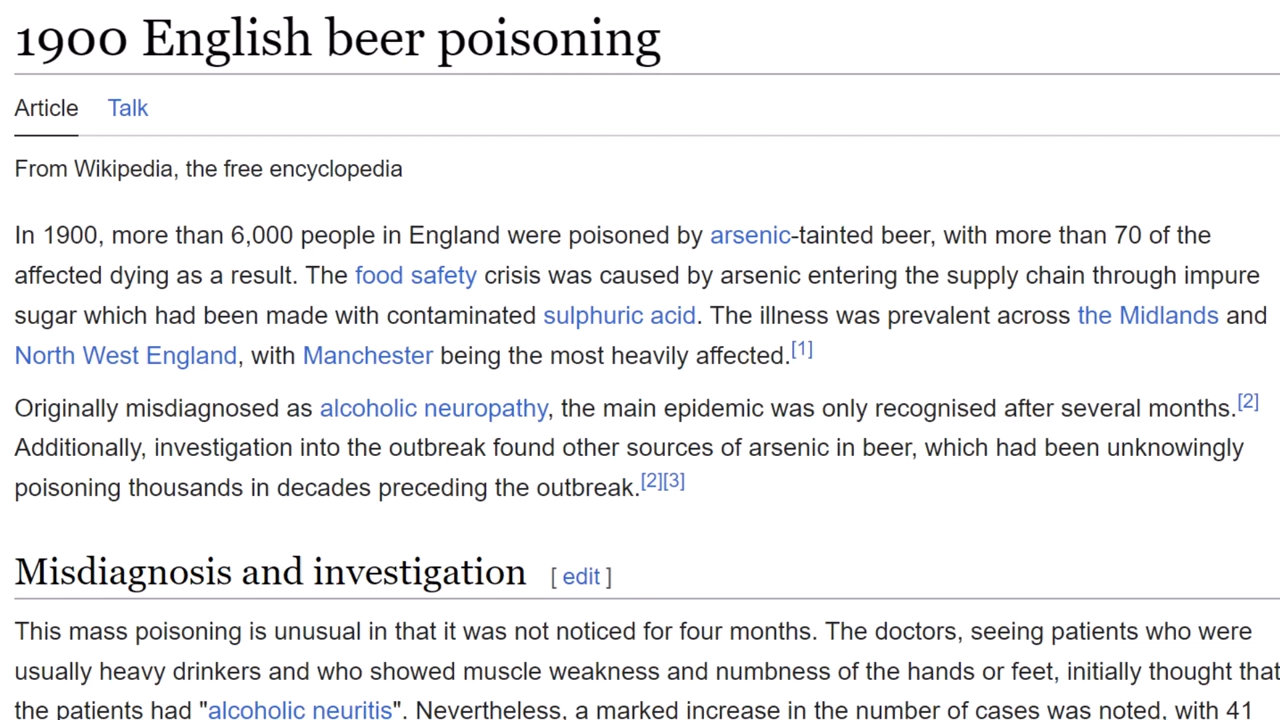 1900 English beer poisoning
Article Talk
From Wikipedia, the free encyclopedia
In 1900, more than 6,000 people in England were poisoned by arsenic-tainted beer, with more than 70 of the
affected dying as a result. The food safety crisis was caused by arsenic entering the supply chain through impure
sugar which had been made with contaminated sulphuric acid. The illness was prevalent across the Midlands and
North West England, with Manchester being the most heavily affected.[1]
Originally misdiagnosed as alcoholic neuropathy, the main epidemic was only recognised after several months.[2]
Additionally, investigation into the outbreak found other sources of arsenic in beer, which had been unknowingly
poisoning thousands in decades preceding the outbreak.[2][3]
Misdiagnosis and investigation [ edit ]
This mass poisoning is unusual in that it was not noticed for four months. The doctors, seeing patients who were
usually heavy drinkers and who showed muscle weakness and numbness of the hands or feet, initially thought that
the patients had "alcoholic neuritis". Nevertheless, a marked increase in the number of cases was noted, with 41